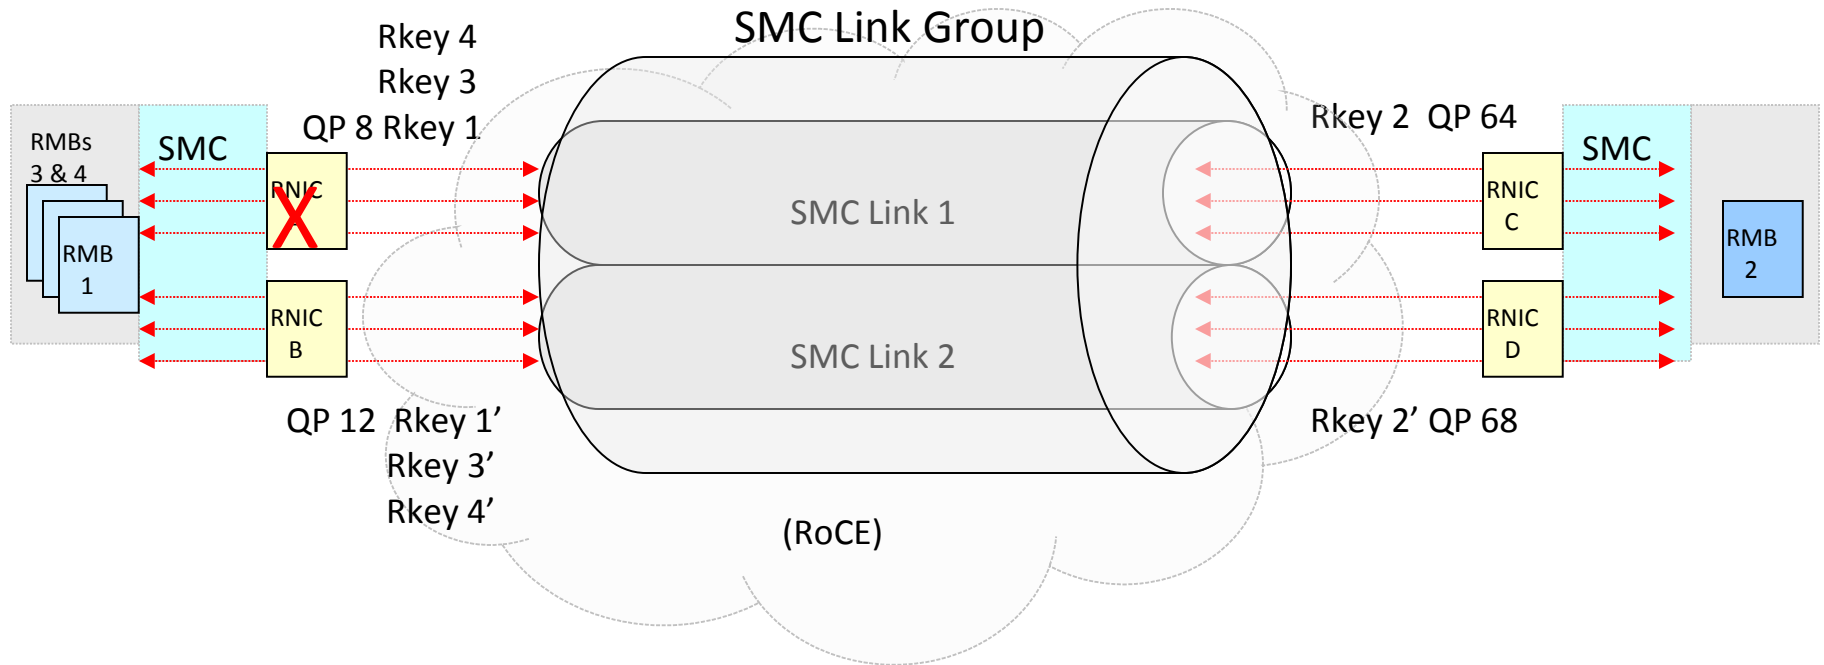 SMC Link Group
Rkey 4
Rkey 3
QP 8 Rkey 1
Rkey 2 QP 64
RMBs
3 & 4
SMC
RNIC
RMB
1
RNIC
B
SMC Link 1
SMC Link 2
RNIC
C
SMC
RMB
2
RNIC
D
QP 12 Rkey 1’
Rkey 3’
Rkey 4’
Rkey 2’ QP 68
(RoCE)